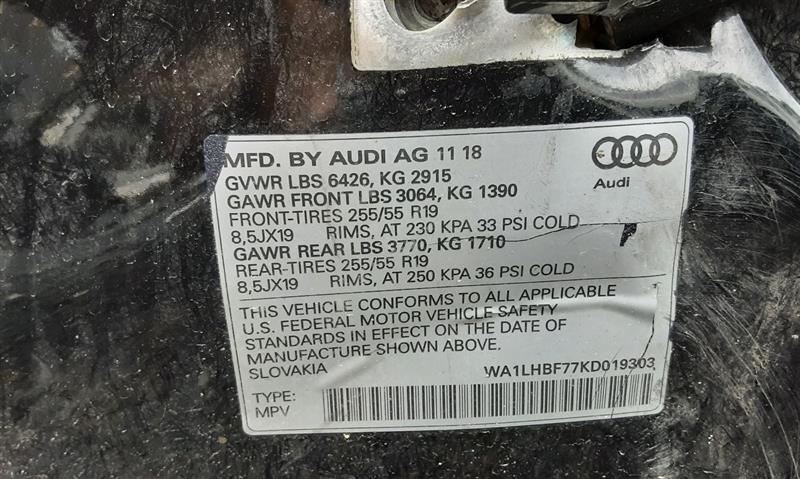 MFD. BY AUDI AG 11 18
Audi
GVWR LBS 6426, KG 2915
GAWR FRONT LBS 3064, KG 1390
FRONT-TIRES 255/55 R19
8,5JX19 RIMS, AT 230 KPA 33 PSI COLD
GAWR REAR LBS 3770, KG 1710
REAR-TIRES 255/55 R19
8,5JX19 RIMS, AT 250 KPA 36 PSI COLD
THIS VEHICLE CONFORMS TO ALL APPLICABLE
U.S. FEDERAL MOTOR VEHICLE SAFETY
STANDARDS IN EFFECT ON THE DATE OF
MANUFACTURE SHOWN ABOVE.
SLOVAKIA WA1LHBF77KD019303
TYPE:
MPV